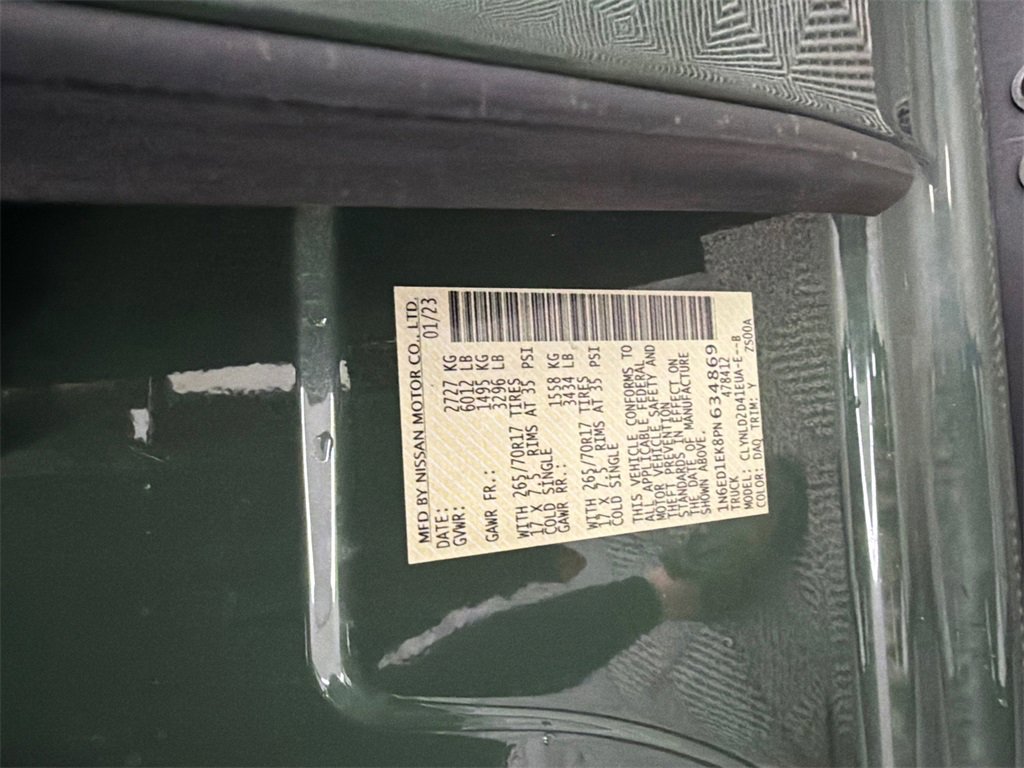 MFD BY NISSAN MOTOR CO., LTD.
DATE: 01/23
GVWR: 2727 KG
6012 LB
GAWR FR.: 1495 KG
3296 LB
WITH 265/70R17 TIRES
17 X 7.5 RIMS AT 35 PSI
COLD SINGLE
GAWR RR.: 1558 KG
3434 LB
WITH 265/70R17 TIRES
17 X 7.5 RIMS AT 35 PSI
COLD SINGLE
THIS VEHICLE CONFORMS TO
ALL APPLICABLE FEDERAL
MOTOR VEHICLE SAFETY AND
THEFT PREVENTION
STANDARDS IN EFFECT ON
THE DATE OF MANUFACTURE
SHOWN ABOVE.
1N6ED1EK8PN634869
TRUCK 478412
MODEL: CLYNLD2D41EUA-E--B
COLOR: DAQ TRIM: Y ZS00A